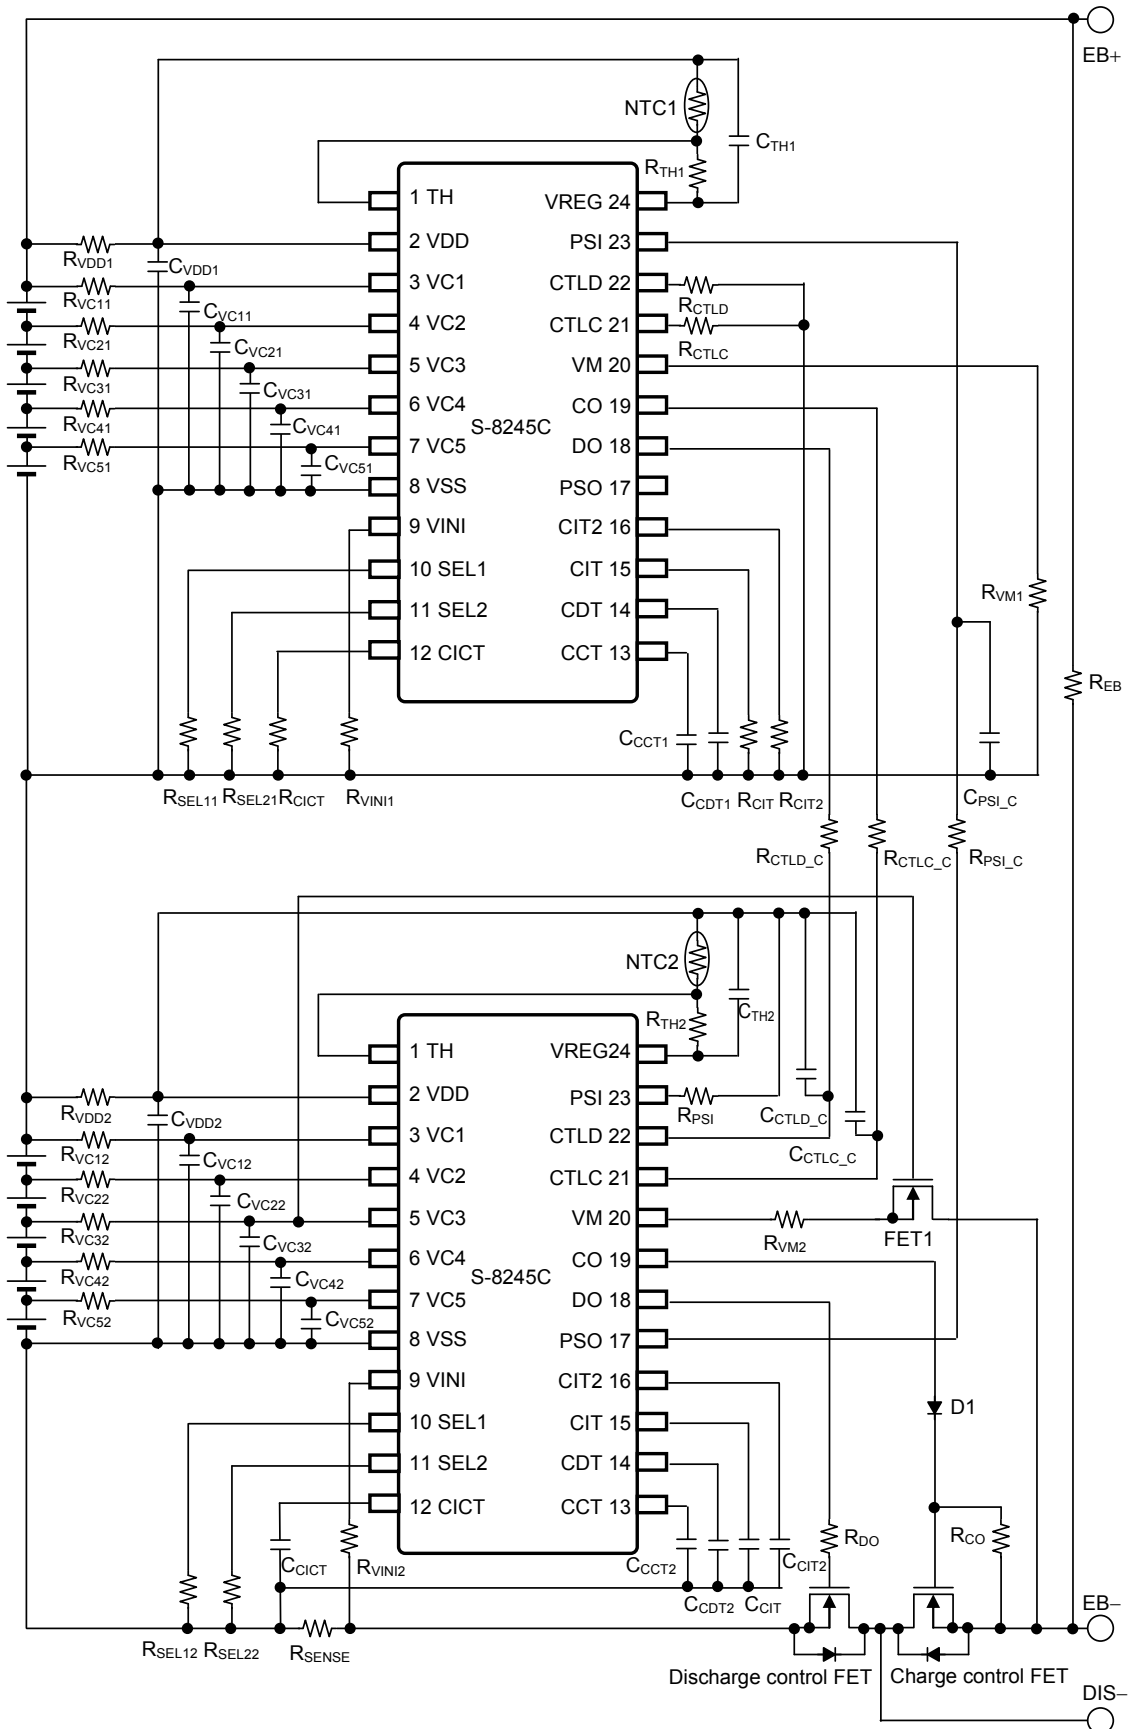 EB+
NTC1
CTH1
RTH1
1 TH
VREG 24
RVDD1
CVDD1
2 VDD
PSI 23
RVC11
CVC11
3 VC1
CTLD 22
RCTLD
RVC21
CVC21
4 VC2
CTLC 21
RCTLC
RVC31
CVC31
5 VC3
VM 20
RVC41
CVC41
6 VC4
S-8245C
CO 19
RVC51
CVC51
7 VC5
DO 18
8 VSS
PSO 17
9 VINI
CIT2 16
10 SEL1
CIT 15
RVM1
11 SEL2
CDT 14
12 CICT
CCT 13
REB
CCCT1
RSEL11
RSEL21
RCICT
RVINI1
CCDT1
RCIT
RCIT2
CPSI_C
RCTLD_C
RCTLC_C
RPSI_C
NTC2
CTH2
RTH2
1 TH
VREG24
RVDD2
CVDD2
2 VDD
PSI 23
RPSI
CCTLD_C
RVC12
CVC12
3 VC1
CTLD 22
CCTLC_C
RVC22
CVC22
4 VC2
CTLC 21
RVC32
CVC32
5 VC3
VM 20
RVM2
FET1
RVC42
CVC42
6 VC4
S-8245C
CO 19
RVC52
CVC52
7 VC5
DO 18
8 VSS
PSO 17
9 VINI
CIT2 16
D1
10 SEL1
CIT 15
11 SEL2
CDT 14
12 CICT
CCT 13
CCICT
RVINI2
CCCT2
CCDT2
CCIT
CCIT2
RDO
RCO
EB−
RSEL12
RSEL22
RSENSE
Discharge control FET
Charge control FET
DIS−